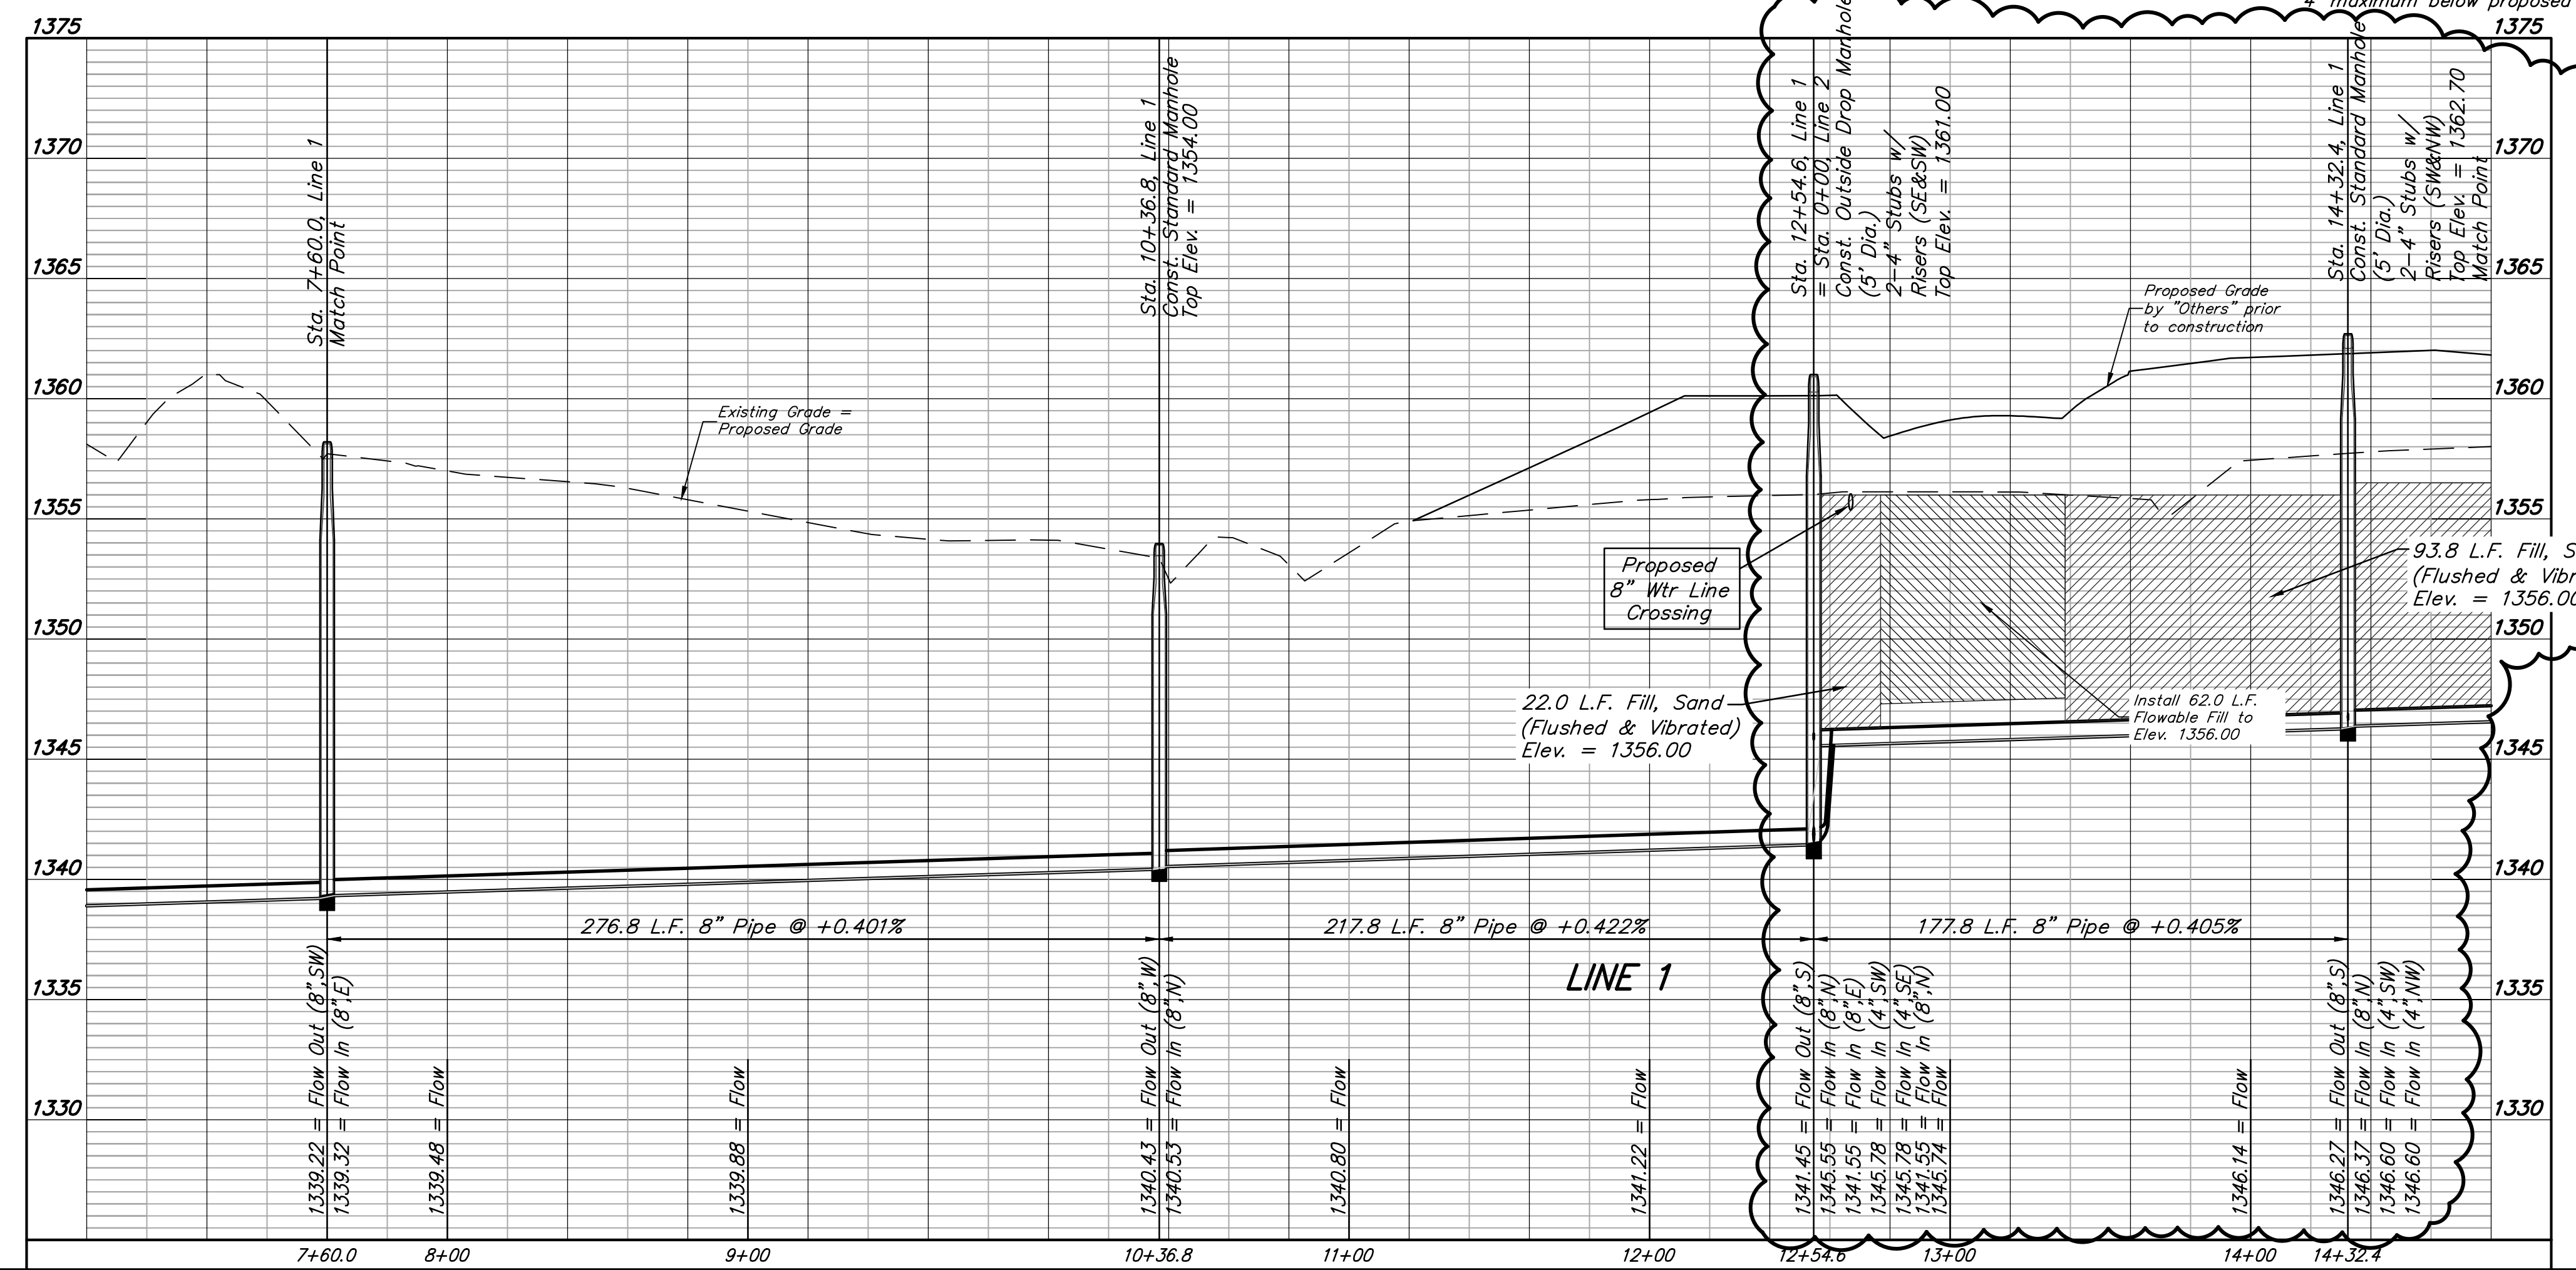 4" maximum below proposed
1375
1370
1365
1360
1355
1350
1345
1340
1335
1330
1375
1370
1365
1360
1355
1350
1345
1340
1335
1330
Sta. 7+60.0, Line 1
Match Point
Sta. 10+36.8, Line 1
Const. Standard Manhole
Top Elev. = 1354.00
Sta. 12+54.6, Line 1
= Sta. 0+00, Line 2
Const. Outside Drop Manhole
(5' Dia.)
2-4" Stubs w/
Risers (SE&SW)
Top Elev. = 1361.00
Sta. 14+32.4, Line 1
Const. Standard Manhole
(5' Dia.)
2-4" Stubs w/
Risers (SW&NW)
Top Elev. = 1362.70
Match Point
Proposed Grade
by "Others" prior
to construction
Existing Grade =
Proposed Grade
Proposed
8" Wtr Line
Crossing
93.8 L.F. Fill, S
(Flushed & Vibr
Elev. = 1356.00
22.0 L.F. Fill, Sand
(Flushed & Vibrated)
Elev. = 1356.00
Install 62.0 L.F.
Flowable Fill to
Elev. 1356.00
276.8 L.F. 8" Pipe @ +0.401%
217.8 L.F. 8" Pipe @ +0.422%
177.8 L.F. 8" Pipe @ +0.405%
LINE 1
1339.22 = Flow Out (8",SW)
1339.32 = Flow In (8",E)
1339.48 = Flow
1339.88 = Flow
1340.43 = Flow Out (8",W)
1340.53 = Flow In (8",N)
1340.80 = Flow
1341.22 = Flow
1341.45 = Flow Out (8",S)
1345.55 = Flow In (8",N)
1341.55 = Flow In (8",E)
1345.78 = Flow In (4",SW)
1345.78 = Flow In (4",SE)
1341.55 = Flow In (8",N)
1345.74 = Flow
1346.14 = Flow
1346.27 = Flow Out (8",S)
1346.37 = Flow In (8",N)
1346.60 = Flow In (4",SW)
1346.60 = Flow In (4",NW)
7+60.0
8+00
9+00
10+36.8
11+00
12+00
12+54.6
13+00
14+00
14+32.4